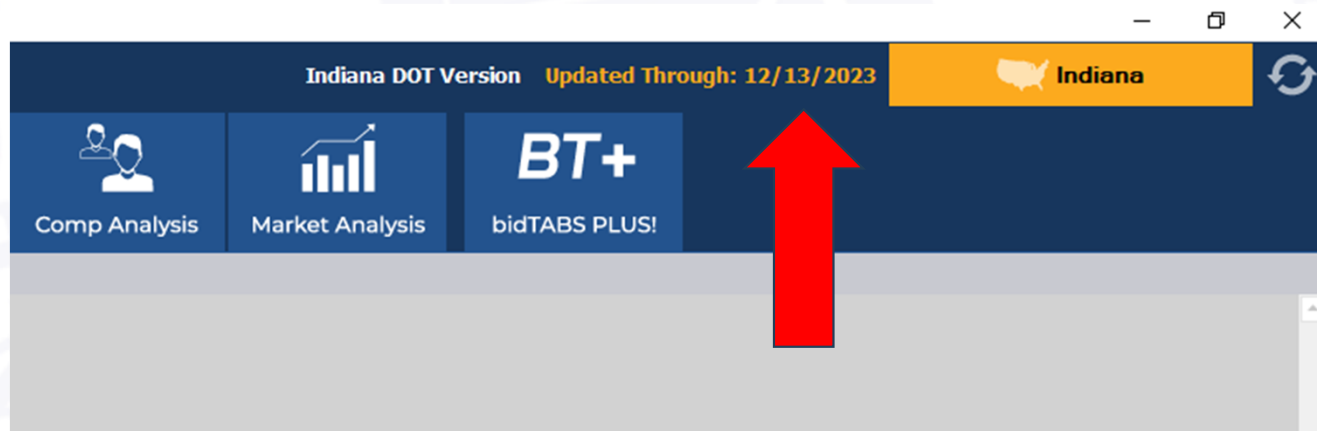 Indiana DOT Version Updated Through: 12/13/2023 Indiana
BT+
Comp Analysis Market Analysis bidTABS PLUS!